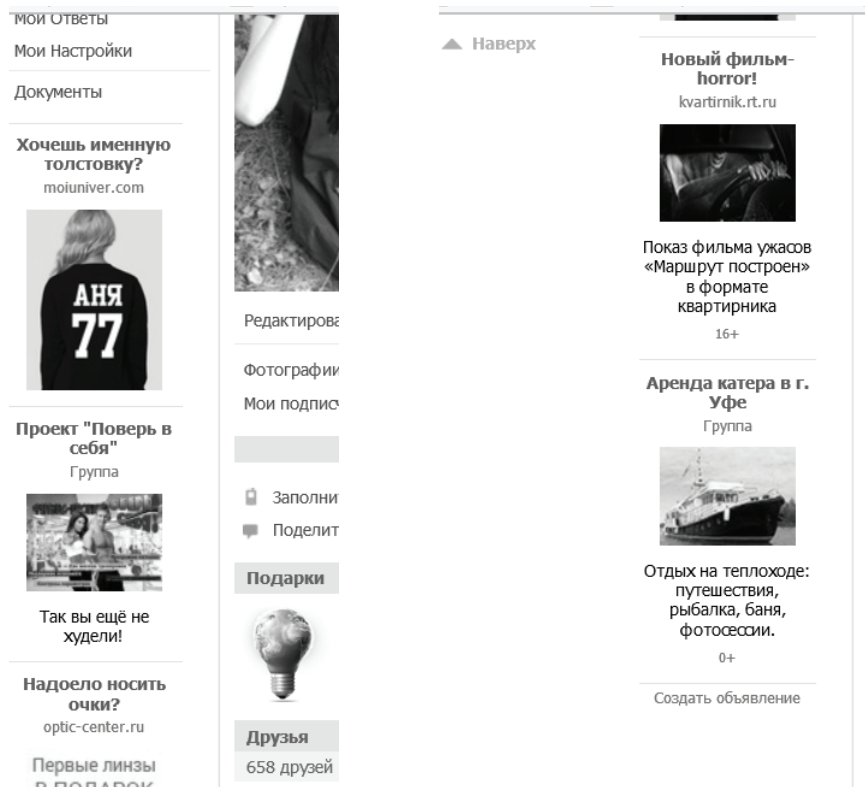 Мои Ответы
Мои Настройки
Документы
Хочешь именную
толстовку?
moiuniver.com
АНЯ
77
Проект "Поверь в
себя"
Группа
Так вы ещё не
худели!
Надоело носить
очки?
optic-center.ru
Первые линзы
В ПОДАРОК
Редактирова
Фотографии
Мои подписч
Заполни
Поделит
Подарки
Друзья
658 друзей
Наверх
Новый фильм-
horror!
kvartirnik.rt.ru
Показ фильма ужасов
«Маршрут построен»
в формате
квартирника
16+
Аренда катера в г.
Уфе
Группа
Отдых на теплоходе:
путешествия,
рыбалка, баня,
фотосессии.
0+
Создать объявление